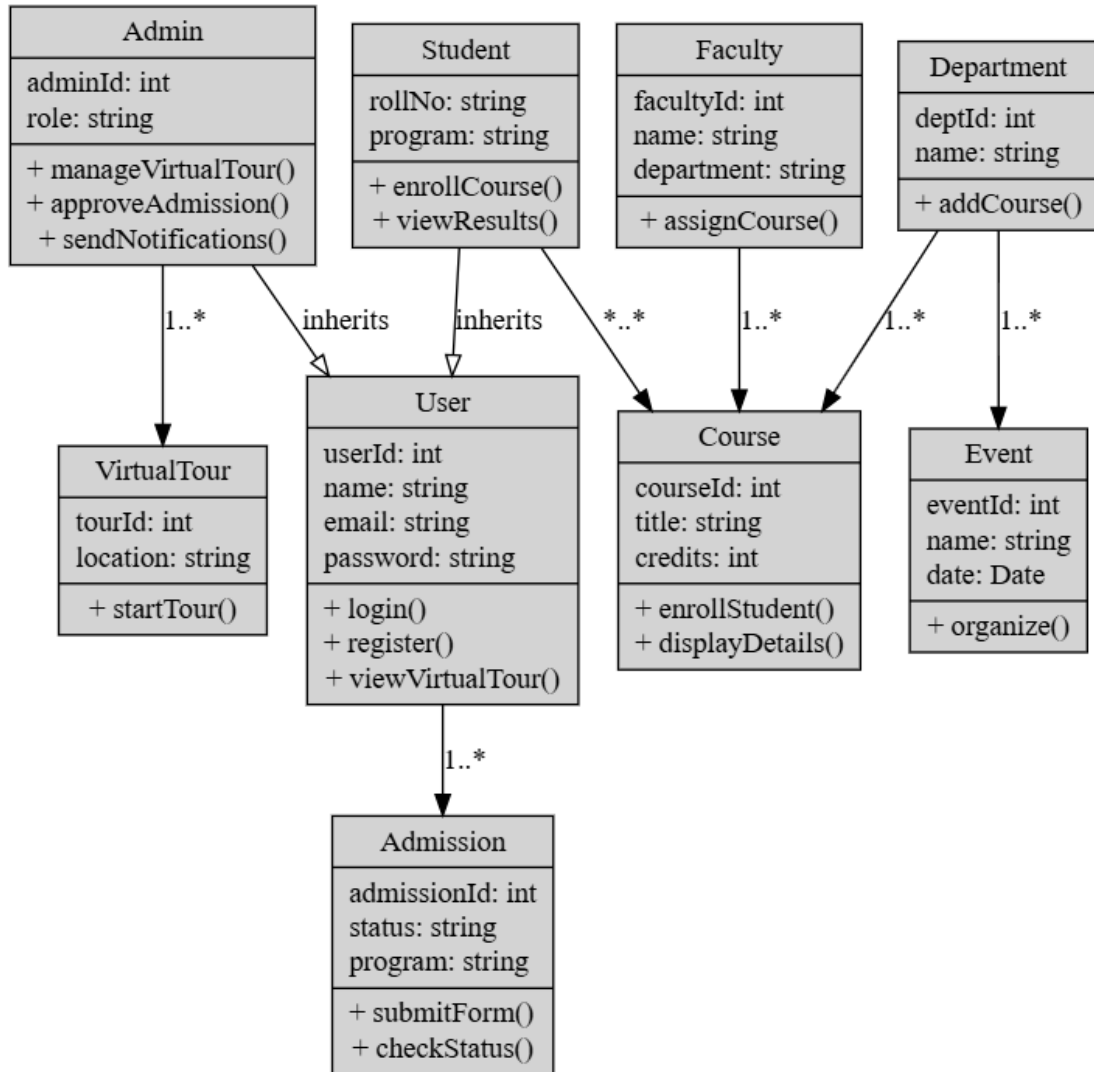 Admin
adminId: int
role: string
+ manageVirtualTour()
+ approveAdmission()
+ sendNotifications()
Student
rollNo: string
program: string
+ enrollCourse()
+ viewResults()
Faculty
facultyId: int
name: string
department: string
+ assignCourse()
Department
deptId: int
name: string
+ addCourse()
1..*
inherits
inherits
*..*
1..*
1..*
1..*
VirtualTour
tourId: int
location: string
+ startTour()
User
userId: int
name: string
email: string
password: string
+ login()
+ register()
+ viewVirtualTour()
Course
courseId: int
title: string
credits: int
+ enrollStudent()
+ displayDetails()
Event
eventId: int
name: string
date: Date
+ organize()
1..*
Admission
admissionId: int
status: string
program: string
+ submitForm()
+ checkStatus()